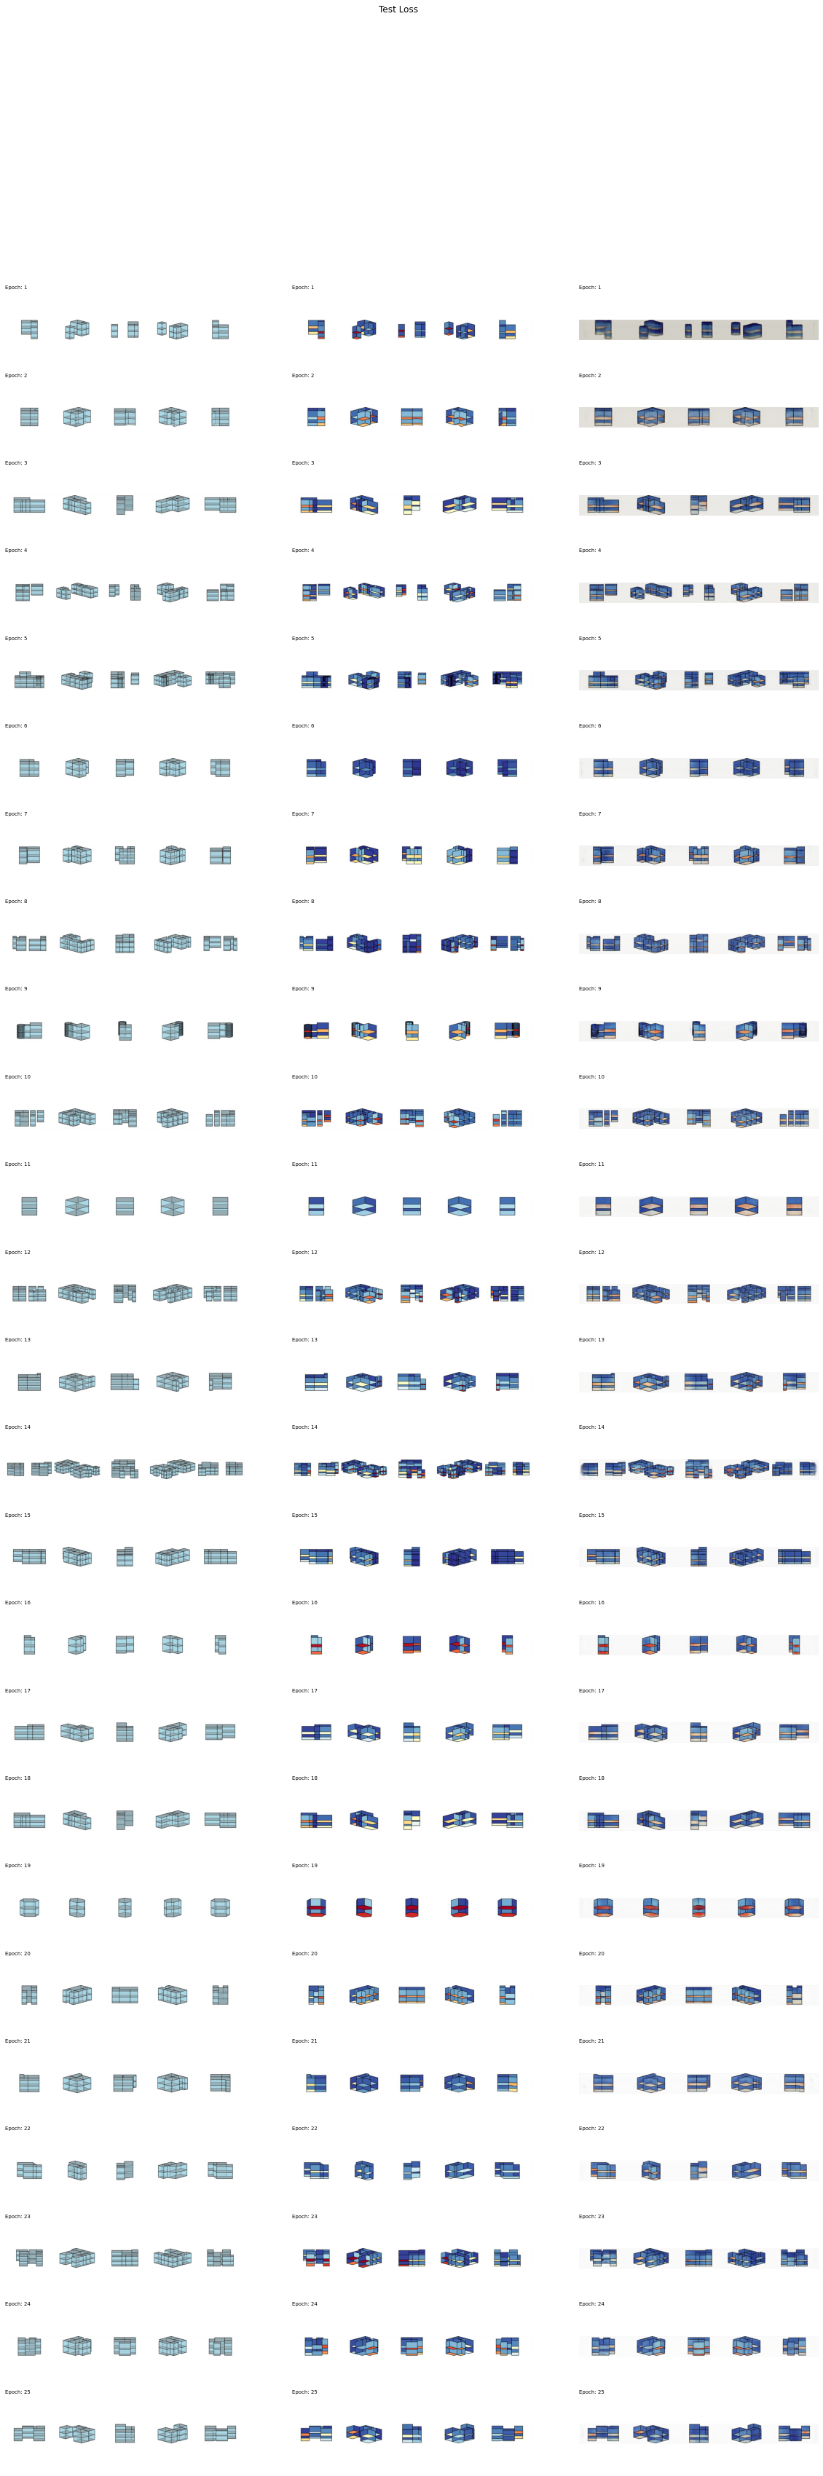 Test Loss
Epoch: 1 Epoch: 1 Epoch: 1
Epoch: 2 Epoch: 2 Epoch: 2
Epoch: 3 Epoch: 3 Epoch: 3
Epoch: 4 Epoch: 4 Epoch: 4
Epoch: 5 Epoch: 5 Epoch: 5
Epoch: 6 Epoch: 6 Epoch: 6
Epoch: 7 Epoch: 7 Epoch: 7
Epoch: 8 Epoch: 8 Epoch: 8
Epoch: 9 Epoch: 9 Epoch: 9
Epoch: 10 Epoch: 10 Epoch: 10
Epoch: 11 Epoch: 11 Epoch: 11
Epoch: 12 Epoch: 12 Epoch: 12
Epoch: 13 Epoch: 13 Epoch: 13
Epoch: 14 Epoch: 14 Epoch: 14
Epoch: 15 Epoch: 15 Epoch: 15
Epoch: 16 Epoch: 16 Epoch: 16
Epoch: 17 Epoch: 17 Epoch: 17
Epoch: 18 Epoch: 18 Epoch: 18
Epoch: 19 Epoch: 19 Epoch: 19
Epoch: 20 Epoch: 20 Epoch: 20
Epoch: 21 Epoch: 21 Epoch: 21
Epoch: 22 Epoch: 22 Epoch: 22
Epoch: 23 Epoch: 23 Epoch: 23
Epoch: 24 Epoch: 24 Epoch: 24
Epoch: 25 Epoch: 25 Epoch: 25